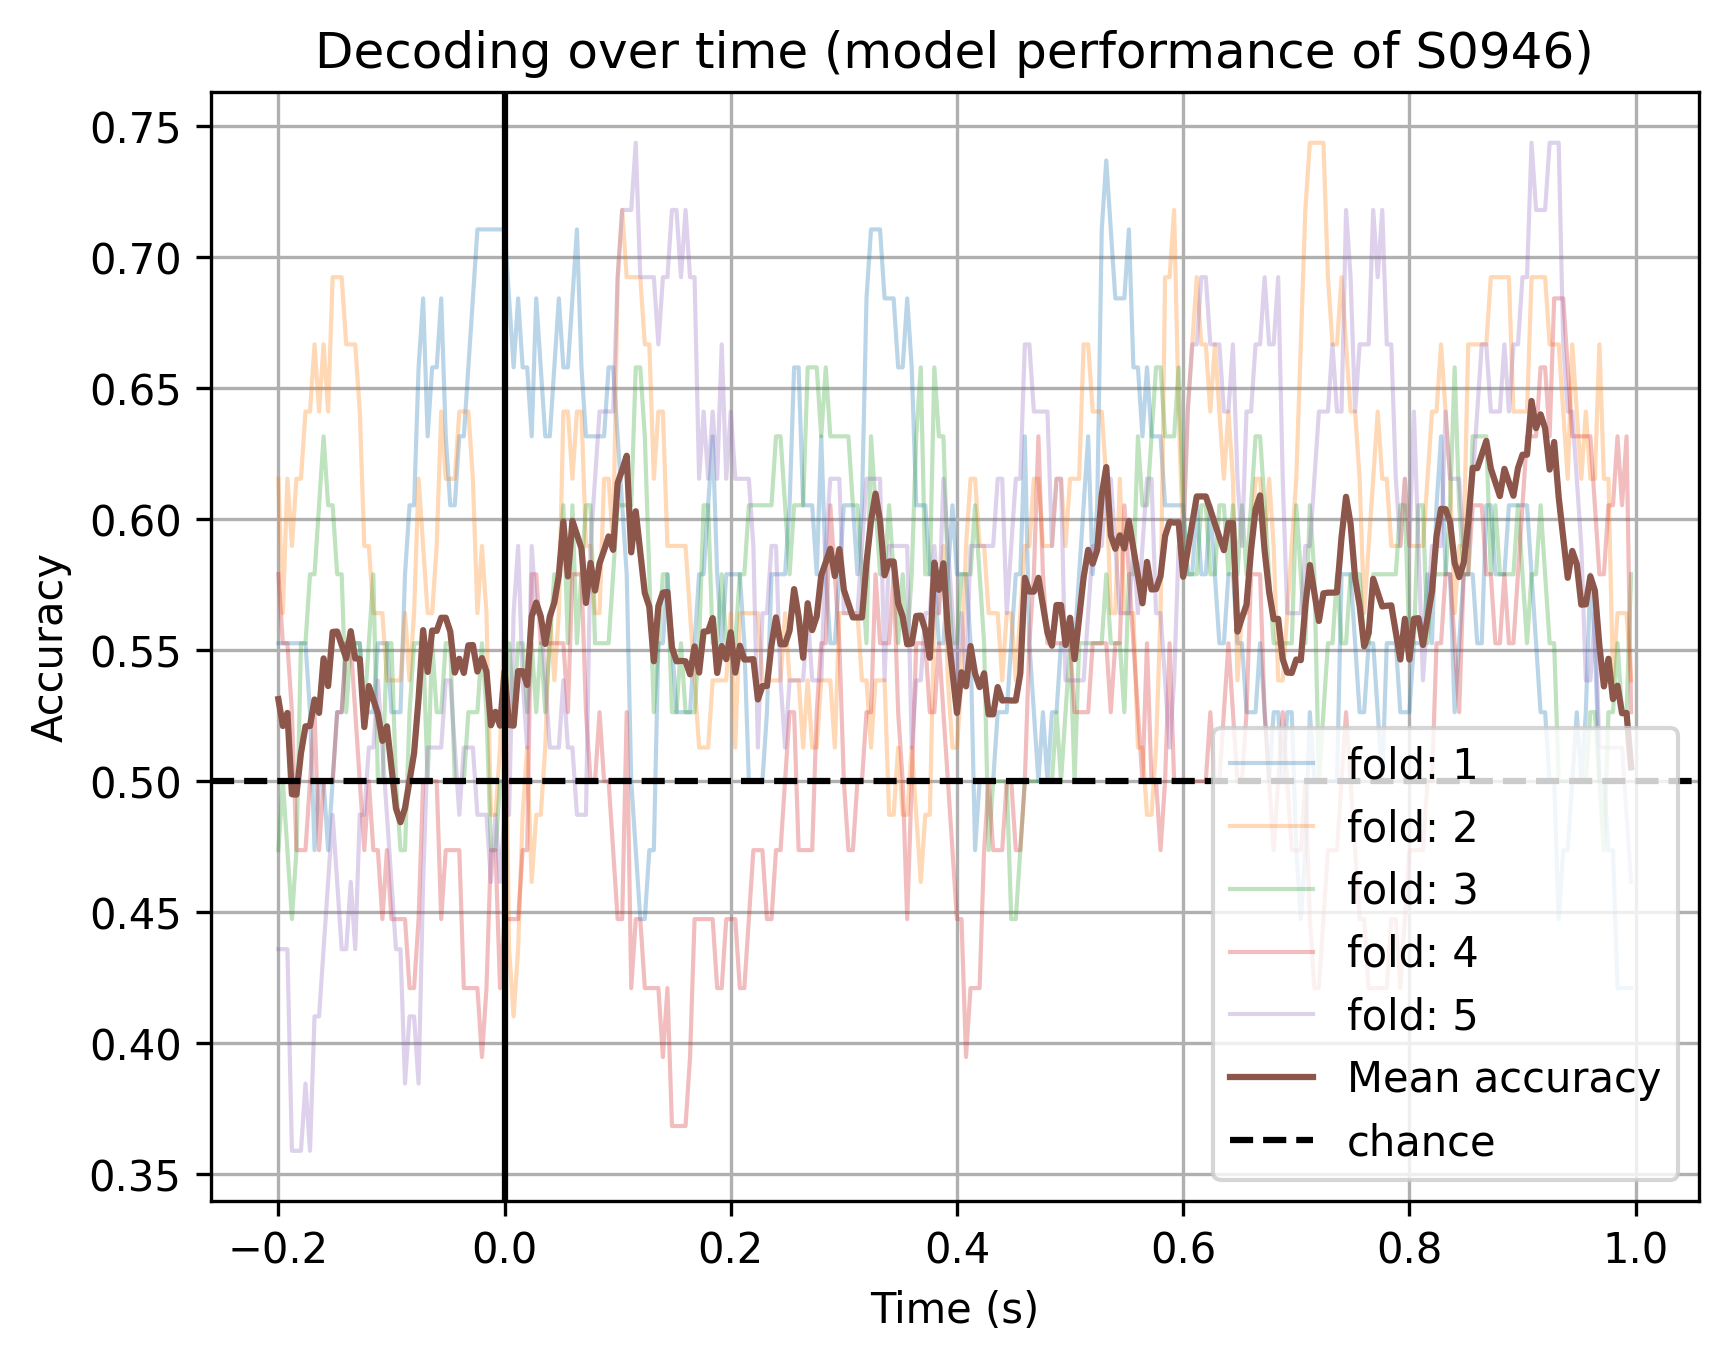 Decoding over time (model performance of S0946)
Accuracy
0.75
0.70
0.65
0.60
0.55
0.50
0.45
0.40
0.35
fold: 1
fold: 2
fold: 3
fold: 4
fold: 5
Mean accuracy
chance
−0.2 0.0 0.2 0.4 0.6 0.8 1.0
Time (s)